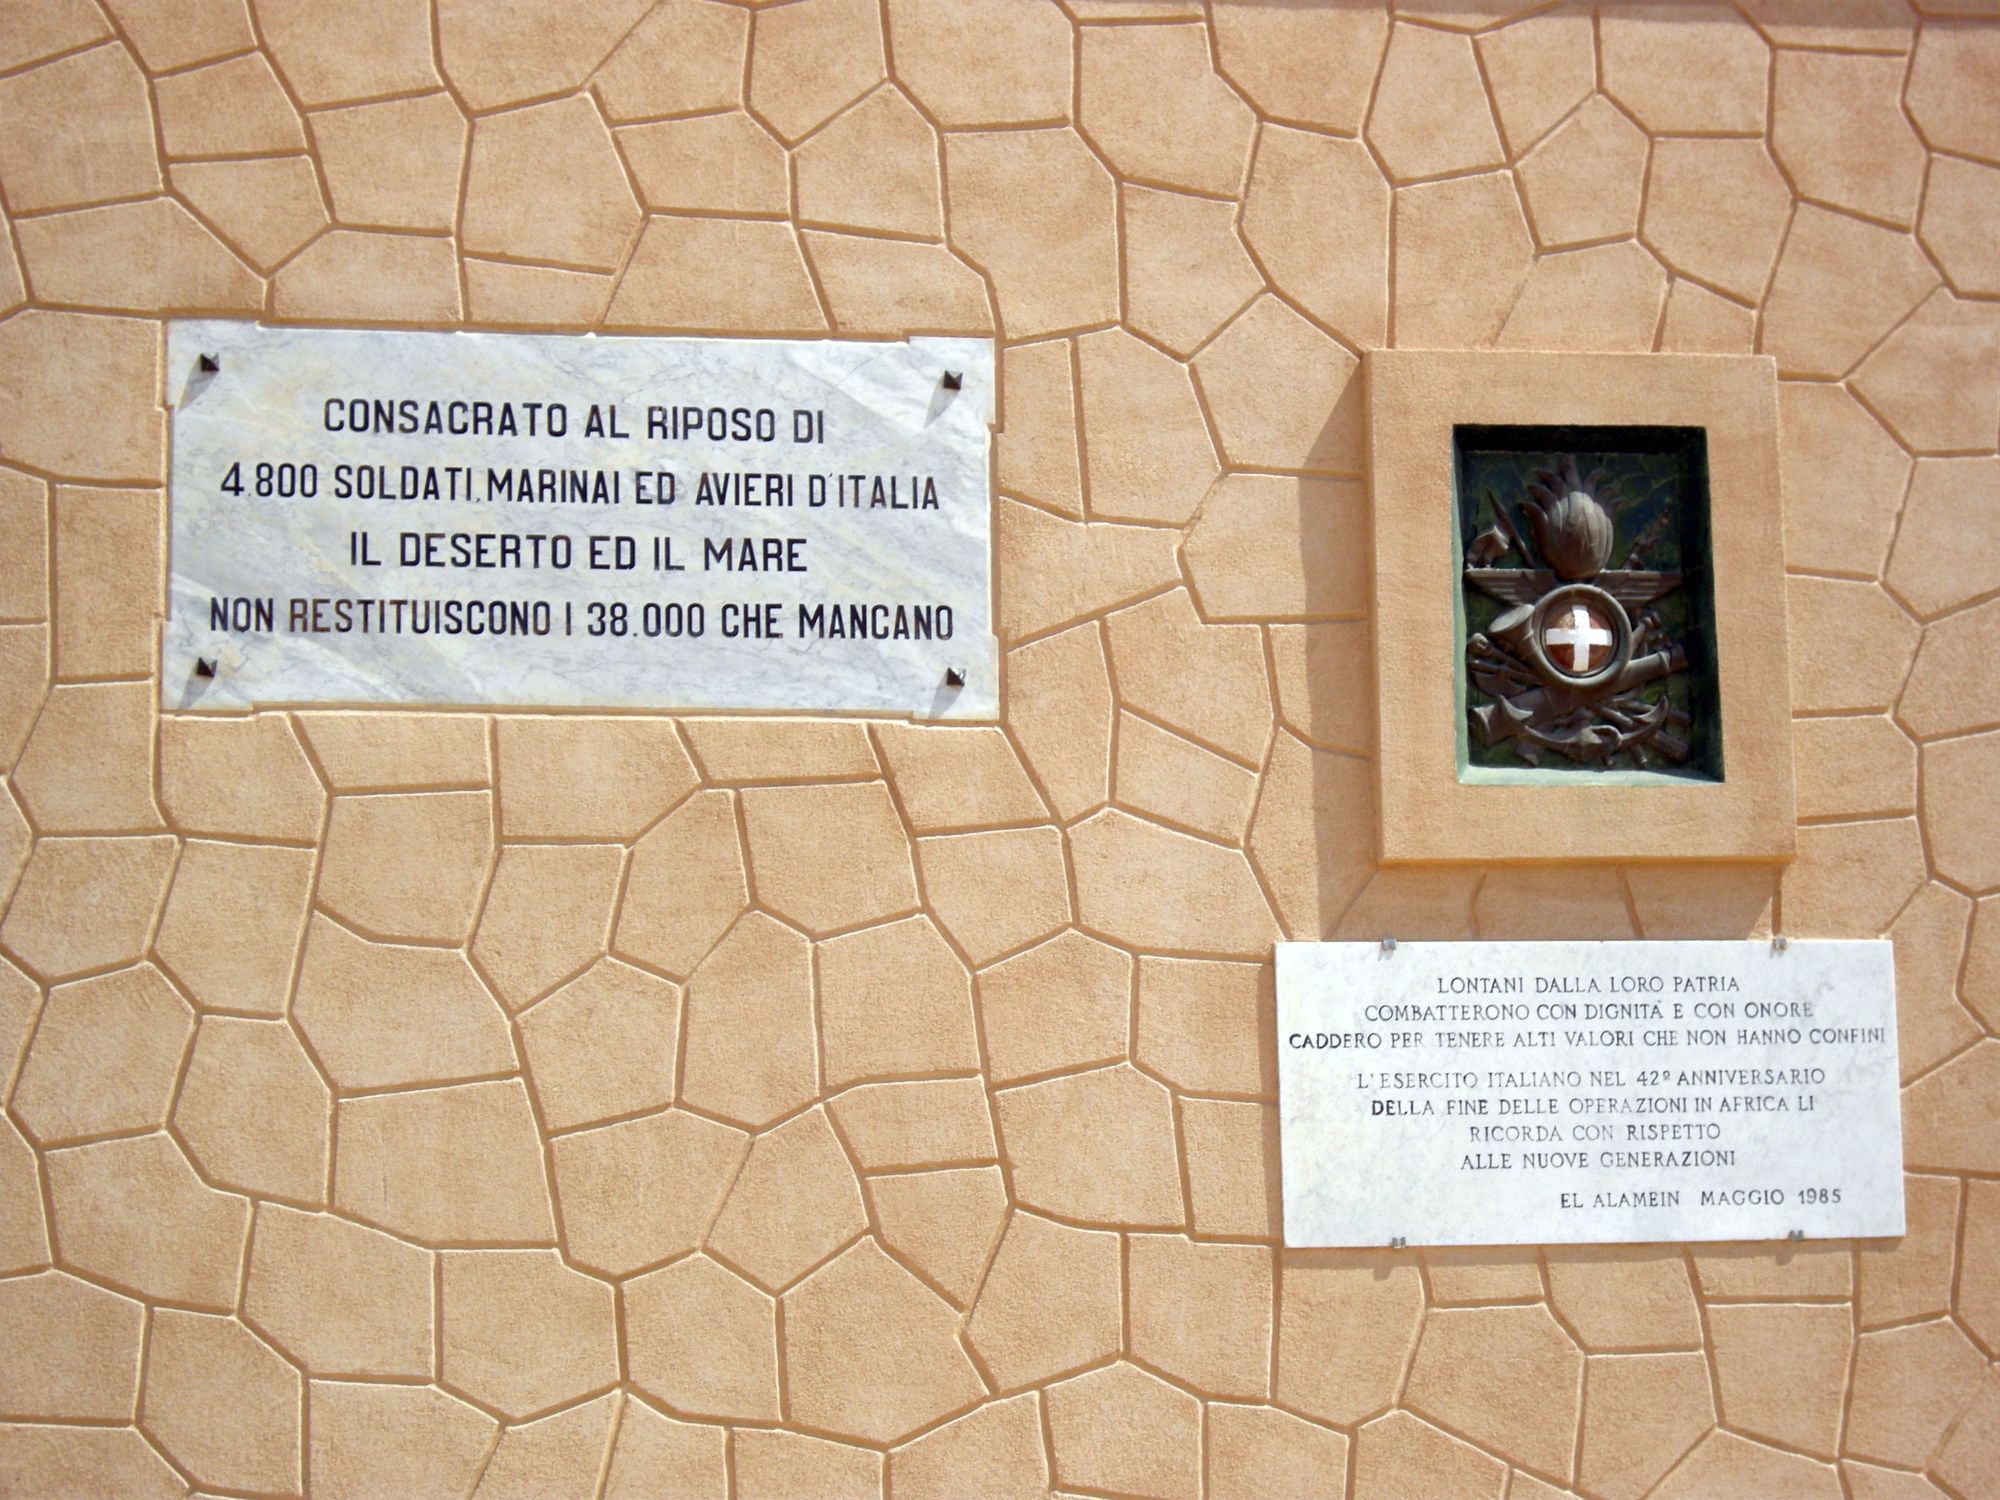 CONSACRATO AL RIPOSO DI
4.800 SOLDATI, MARINAI ED AVIERI D'ITALIA
IL DESERTO ED IL MARE
NON RESTITUISCONO I 38.000 CHE MANCANO
LONTANI DALLA LORO PATRIA
COMBATTERONO CON DIGNITÀ E CON ONORE
CADDERO PER TENERE ALTI VALORI CHE NON HANNO CONFINI
L'ESERCITO ITALIANO NEL 42º ANNIVERSARIO
DELLA FINE DELLE OPERAZIONI IN AFRICA LI
RICORDA CON RISPETTO
ALLE NUOVE GENERAZIONI
EL ALAMEIN MAGGIO 1985